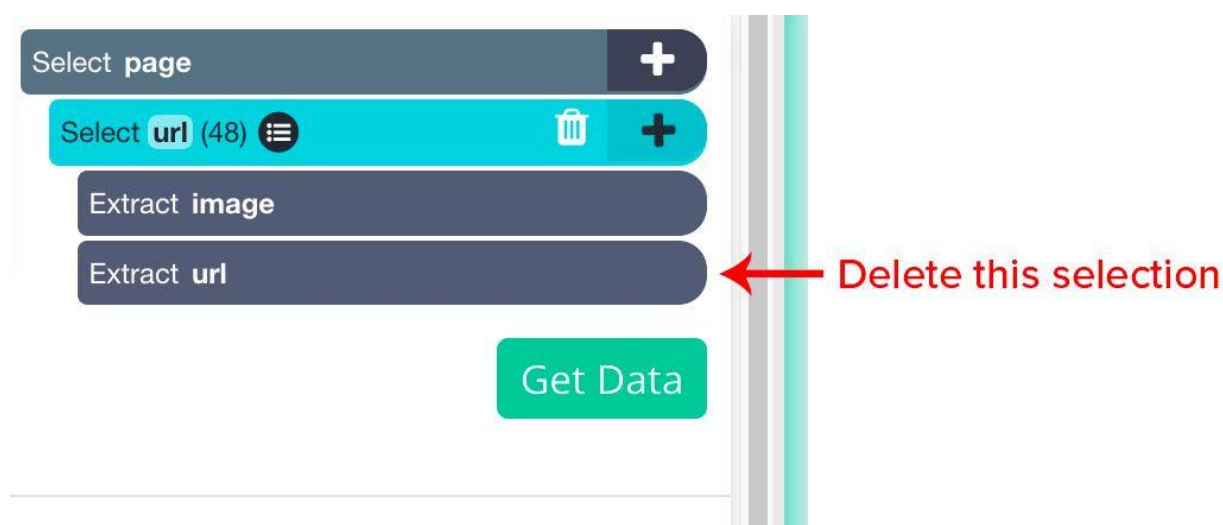 Select page
Select url (48)
Extract image
Extract url
Delete this selection
Get Data